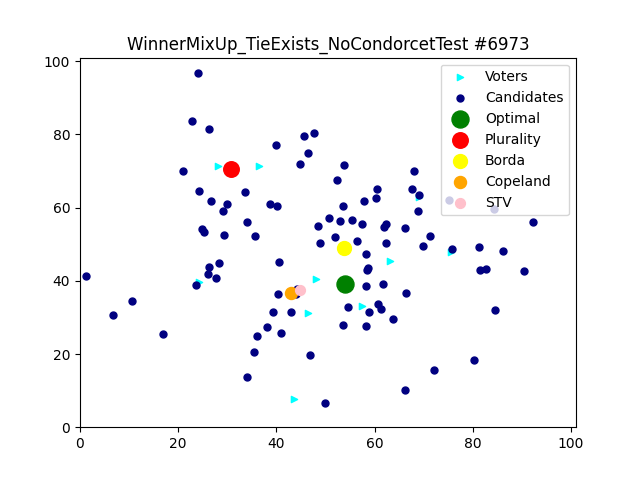 WinnerMixUp_TieExists_NoCondorcetTest #6973
Voters
Candidates
Optimal
Plurality
Borda
Copeland
STV
100
80
60
40
20
0
0 20 40 60 80 100